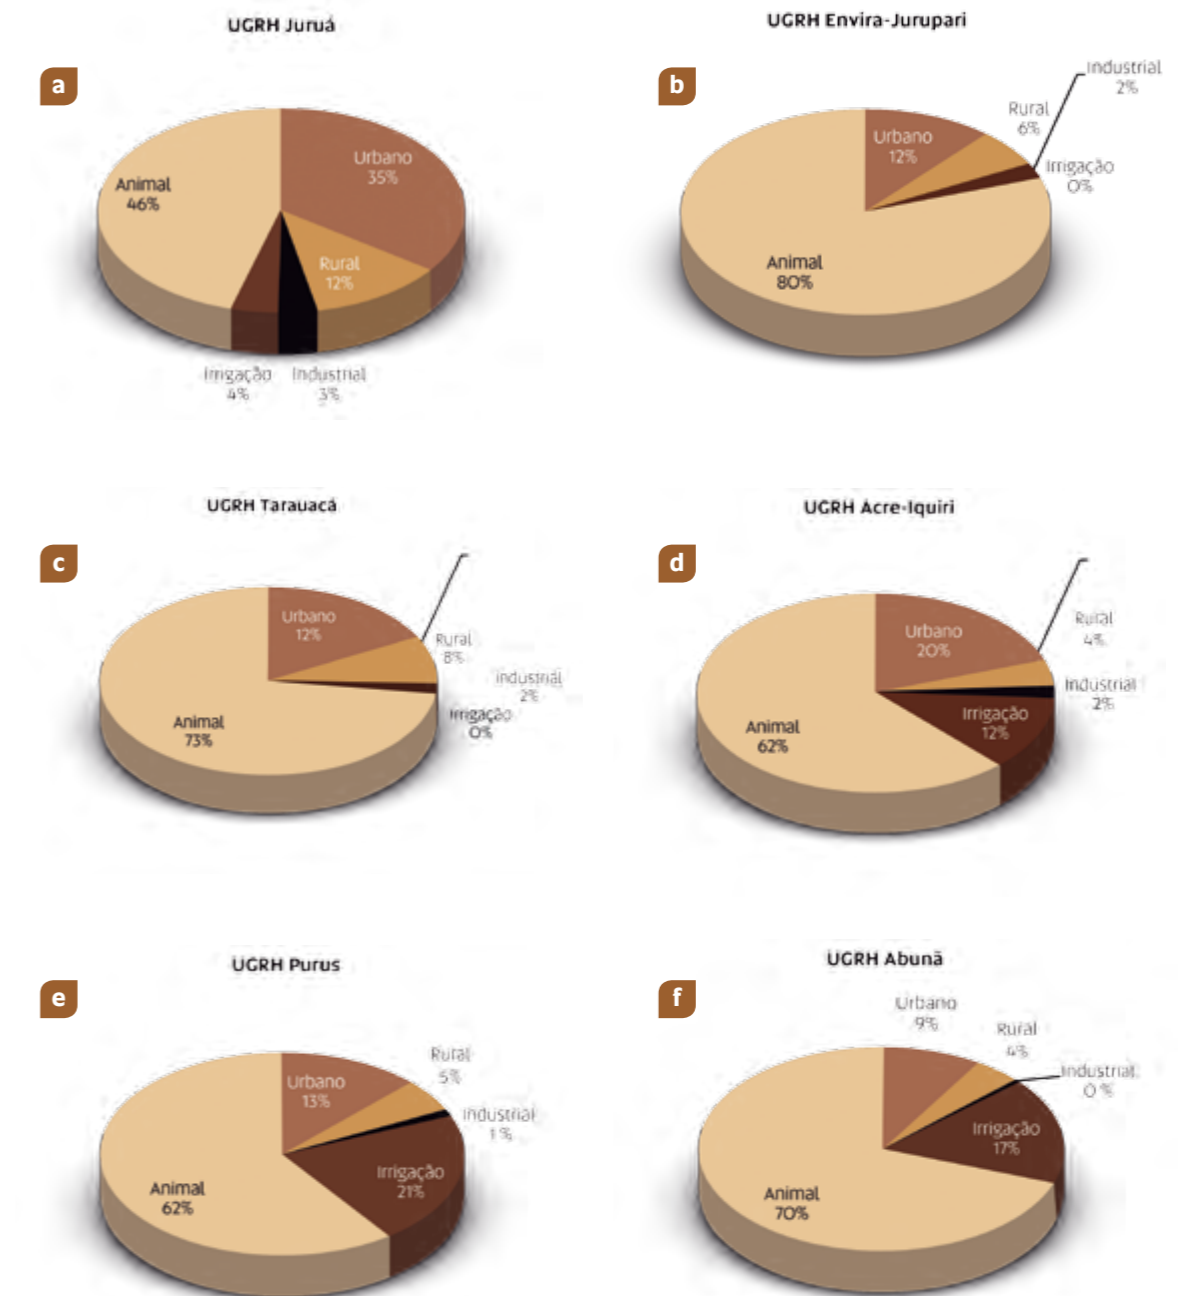 UGRH Juruá
a
Urbano
35%
Animal
46%
Rural
12%
Irrigação
4%
Industrial
3%
UGRH Envira-Jurupari
b
Industrial
2%
Rural
6%
Urbano
12%
Irrigação
0%
Animal
80%
UGRH Tarauacá
c
Urbano
12%
Rural
8%
Industrial
2%
Irrigação
0%
Animal
73%
UGRH Acre-Iquiri
d
Urbano
20%
Rural
4%
Industrial
2%
Irrigação
12%
Animal
62%
UGRH Purus
e
Rural
5%
Urbano
13%
Industrial
1%
Irrigação
21%
Animal
62%
UGRH Abunã
f
Urbano
9%
Rural
4%
Industrial
0 %
Irrigação
17%
Animal
70%